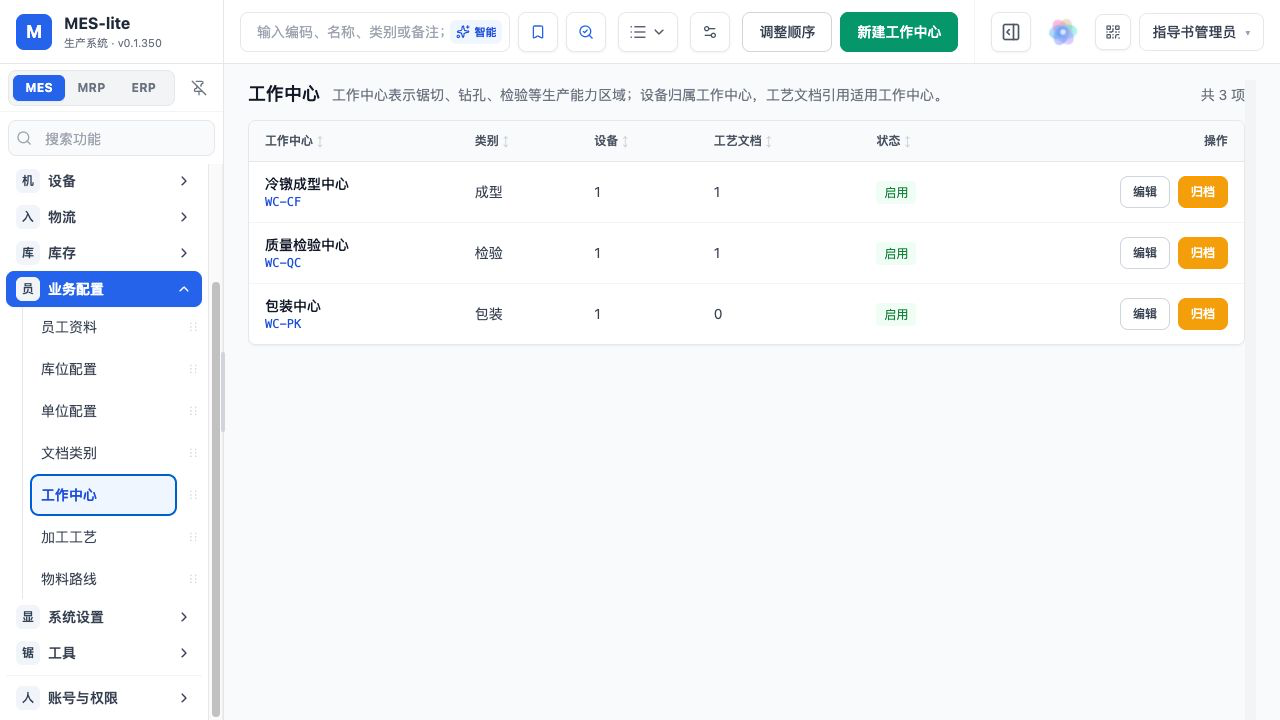 M
MES-lite
生产系统 · v0.1.350
MES
MRP
ERP
搜索功能
机 设备
入 物流
库 库存
员 业务配置
员工资料
库位配置
单位配置
文档类别
工作中心
加工工艺
物料路线
显 系统设置
锯 工具
人 账号与权限
输入编码、名称、类别或备注; 智能
调整顺序
新建工作中心
指导书管理员
工作中心 工作中心表示锯切、钻孔、检验等生产能力区域；设备归属工作中心，工艺文档引用适用工作中心。 共 3 项
工作中心 类别 设备 工艺文档 状态 操作
冷镦成型中心
WC-CF
成型 1 1 启用 编辑 归档
质量检验中心
WC-QC
检验 1 1 启用 编辑 归档
包装中心
WC-PK
包装 1 0 启用 编辑 归档